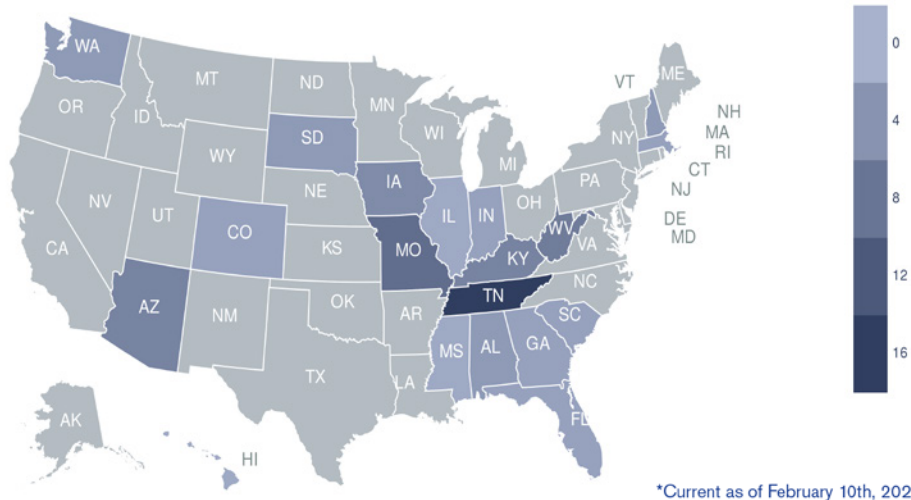 WA
MT
ND
MN
VT
ME
OR
ID
SD
WI
NY
NH
MA
RI
CT
WY
MI
NJ
IA
NE
PA
NV
UT
IL
IN
OH
DE
MD
CO
WV
VA
CA
KS
MO
KY
NC
AZ
NM
OK
AR
TN
SC
MS
AL
GA
TX
LA
AK
FL
HI
0
4
8
12
16
*Current as of February 10th, 202